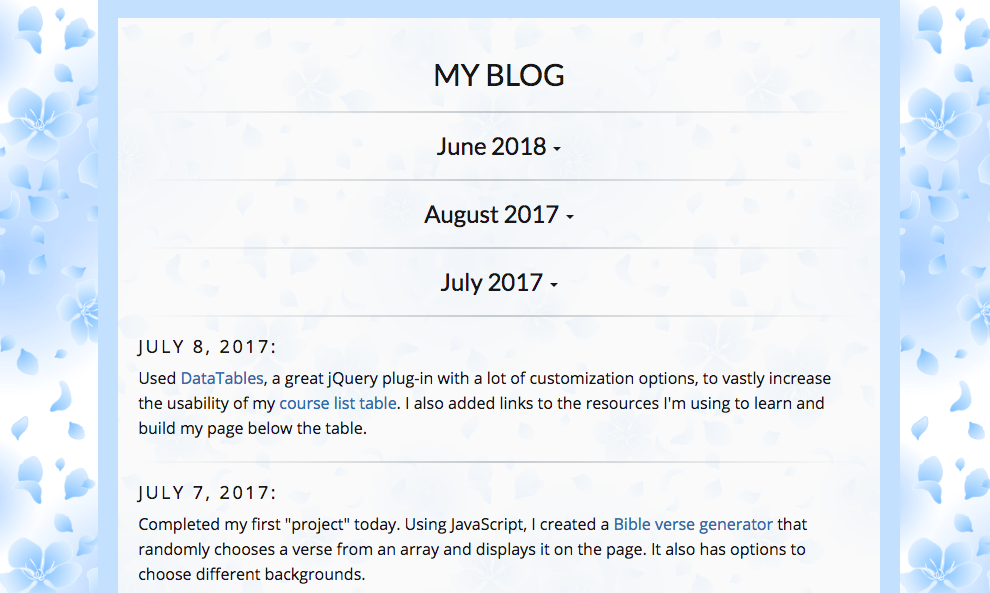 MY BLOG
June 2018
August 2017
July 2017
JULY 8, 2017:
Used DataTables, a great jQuery plug-in with a lot of customization options, to vastly increase
the usability of my course list table. I also added links to the resources I'm using to learn and
build my page below the table.
JULY 7, 2017:
Completed my first "project" today. Using JavaScript, I created a Bible verse generator that
randomly chooses a verse from an array and displays it on the page. It also has options to
choose different backgrounds.